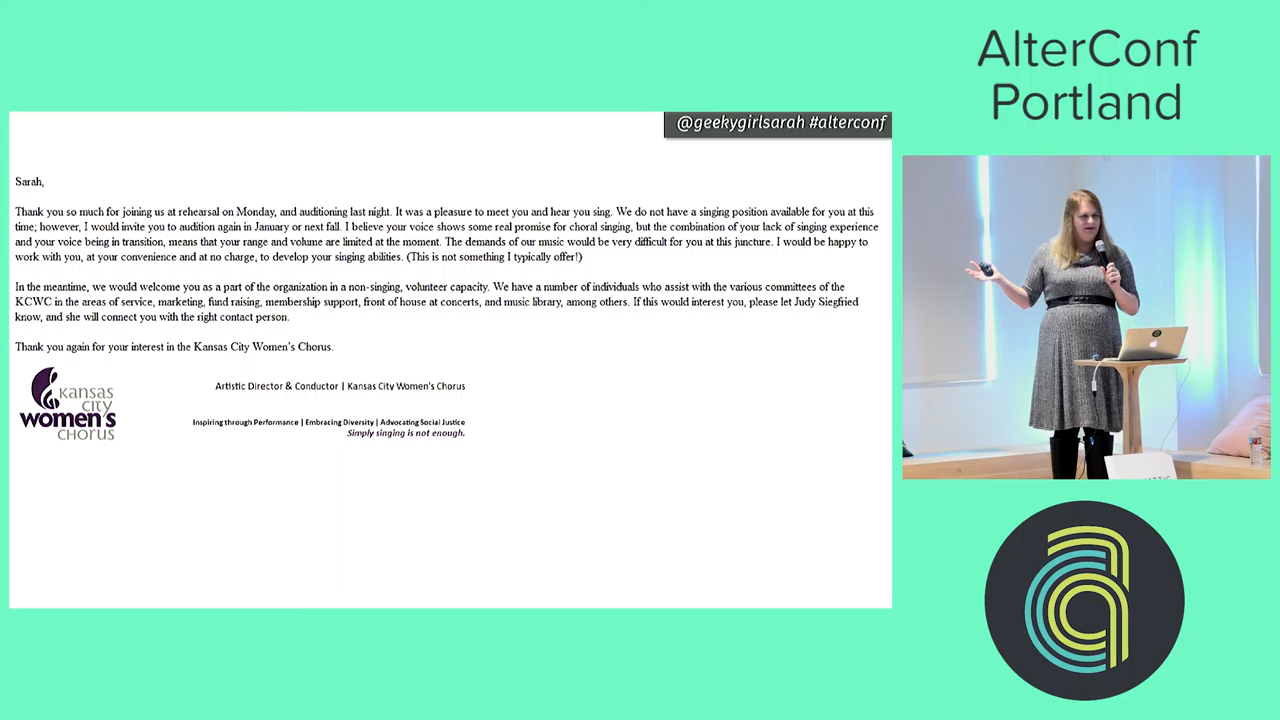 AlterConf
Portland
@geekygirlsarah #alterconf
Sarah,
Thank you so much for joining us at rehearsal on Monday, and auditioning last night. It was a pleasure to meet you and hear you sing. We do not have a singing position available for you at this
time; however, I would invite you to audition again in January or next fall. I believe your voice shows some real promise for choral singing, but the combination of your lack of singing experience
and your voice being in transition, means that your range and volume are limited at the moment. The demands of our music would be very difficult for you at this juncture. I would be happy to
work with you, at your convenience and at no charge, to develop your singing abilities. (This is not something I typically offer!)
In the meantime, we would welcome you as a part of the organization in a non-singing, volunteer capacity. We have a number of individuals who assist with the various committees of the
KCWC in the areas of service, marketing, fund raising, membership support, front of house at concerts, and music library, among others. If this would interest you, please let Judy Siegfried
know, and she will connect you with the right contact person.
Thank you again for your interest in the Kansas City Women's Chorus.
kansas
city
women's
CHORUS
Artistic Director & Conductor | Kansas City Women's Chorus
Inspiring through Performance | Embracing Diversity | Advocating Social Justice
Simply singing is not enough.